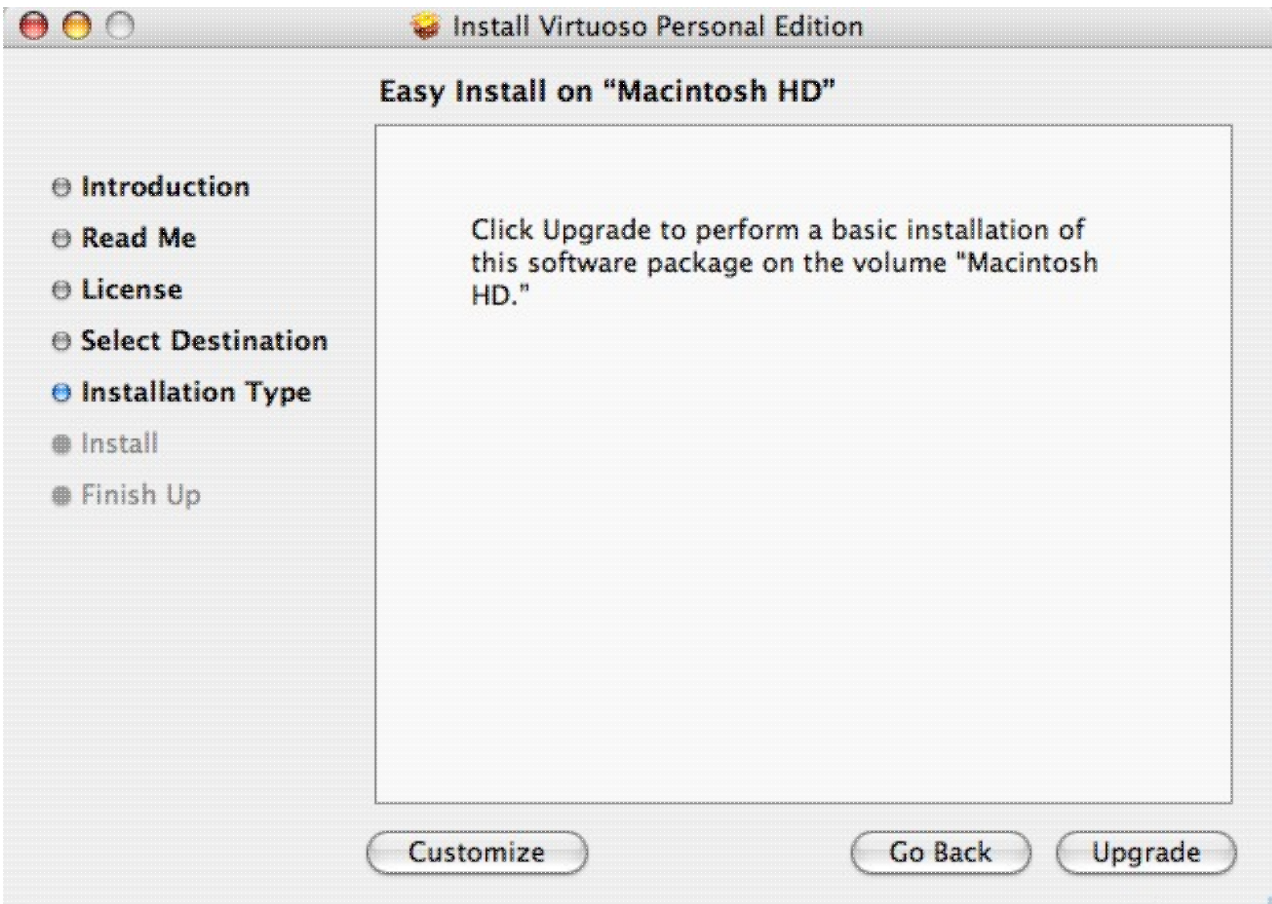 Install Virtuoso Personal Edition
Easy Install on “Macintosh HD”
Introduction
Read Me
License
Select Destination
Installation Type
Install
Finish Up
Click Upgrade to perform a basic installation of
this software package on the volume "Macintosh
HD.”
Customize
Go Back
Upgrade